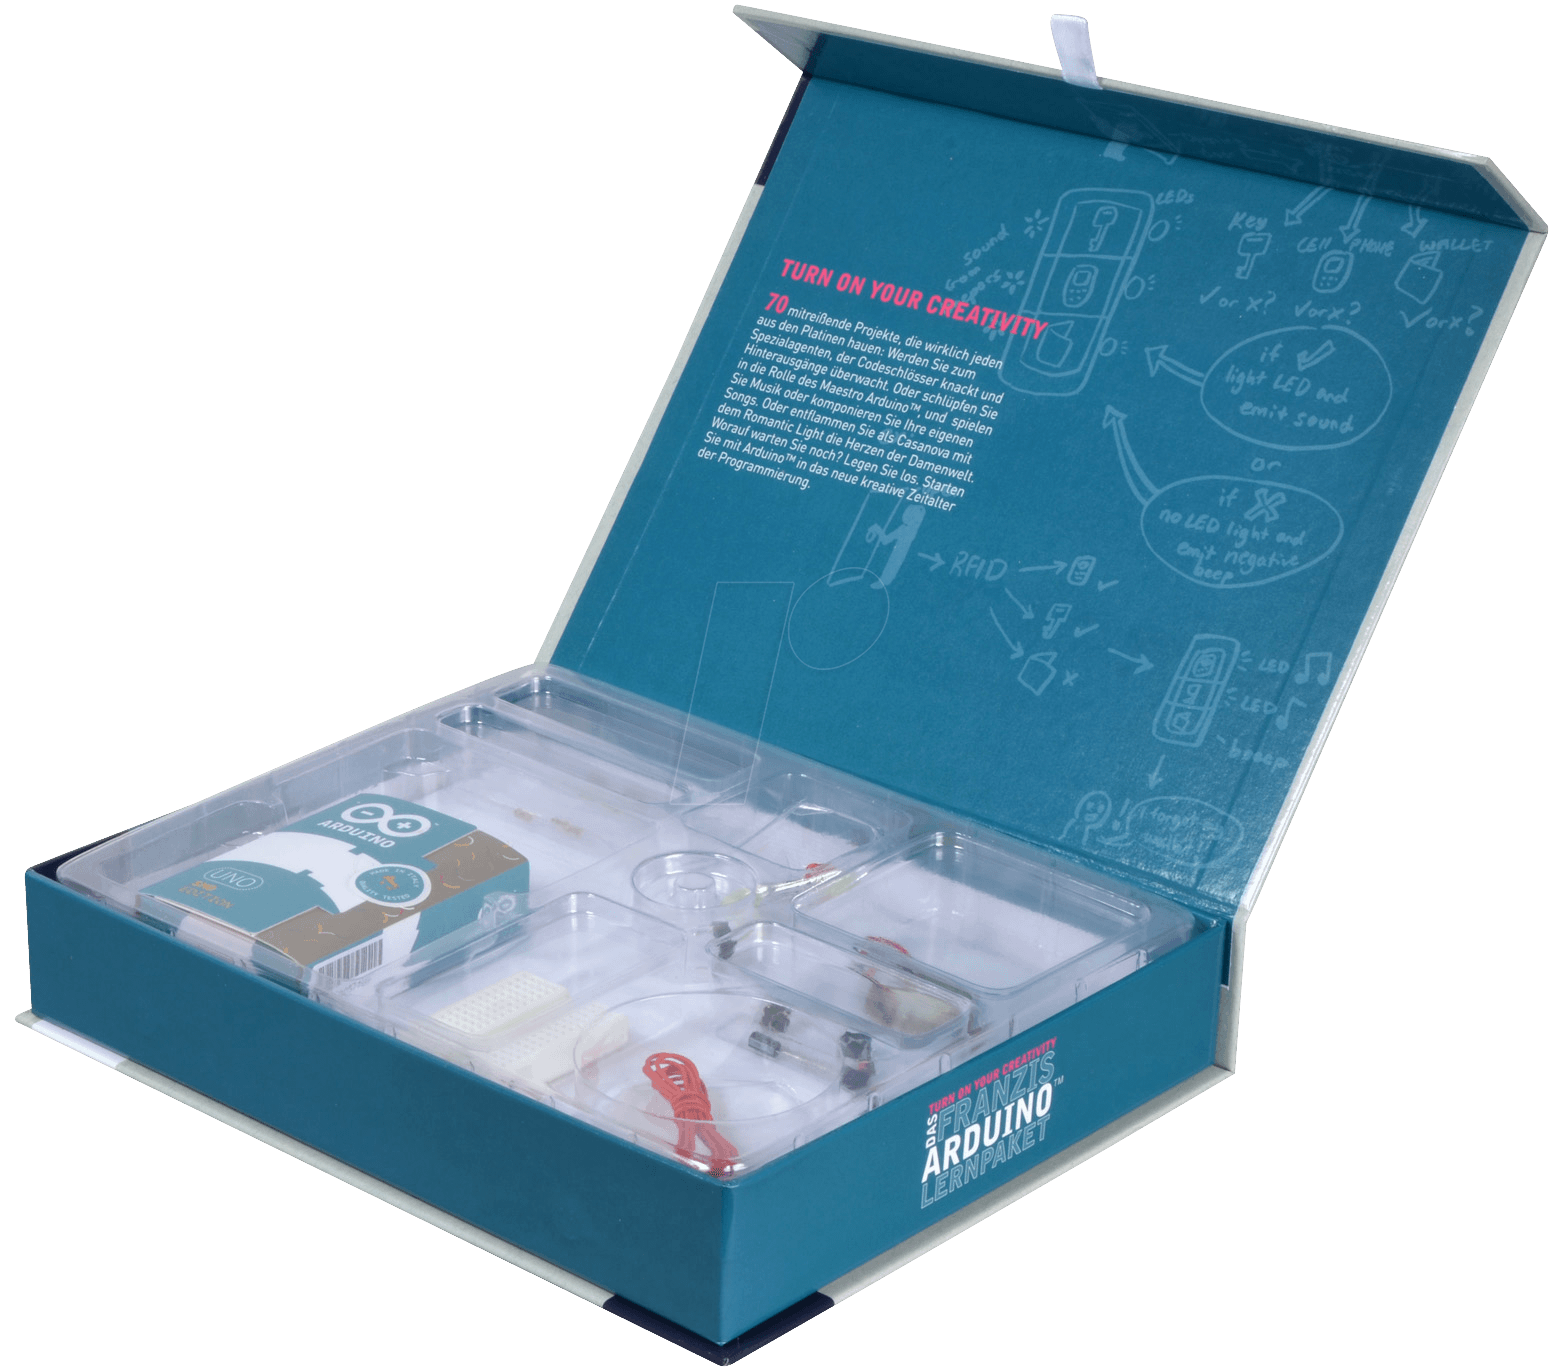 TURN ON YOUR CREATIVITY
70 mitreißende Projekte, die wirklich jeden
aus den Platinen hauen: Werden Sie zum
Spezialagenten, der Codeschlösser knackt und
Hinterausgänge überwacht. Oder schlüpfen Sie
in die Rolle des Maestro Arduino™, und spielen
Sie Musik oder komponieren Sie Ihre eigenen
Songs. Oder entflammen Sie als Casanova mit
dem Romantic Light die Herzen der Damenwelt.
Worauf warten Sie noch? Legen Sie los. Starten
Sie mit Arduino™ in das neue kreative Zeitalter
der Programmierung.
LEDs
sound
Key
CELL PHONE
WALLET
✓ or x?
✓ or x?
✓ or x?
if ✓
light LED and
emit sound
or
if X
no LED light and
emit negative
beep
RFID
LED
LED
ARDUINO
UNO
EDITION
MADE IN ITALY
TURN ON YOUR CREATIVITY
DAS
FRANZIS
ARDUINO™
LERNPAKET